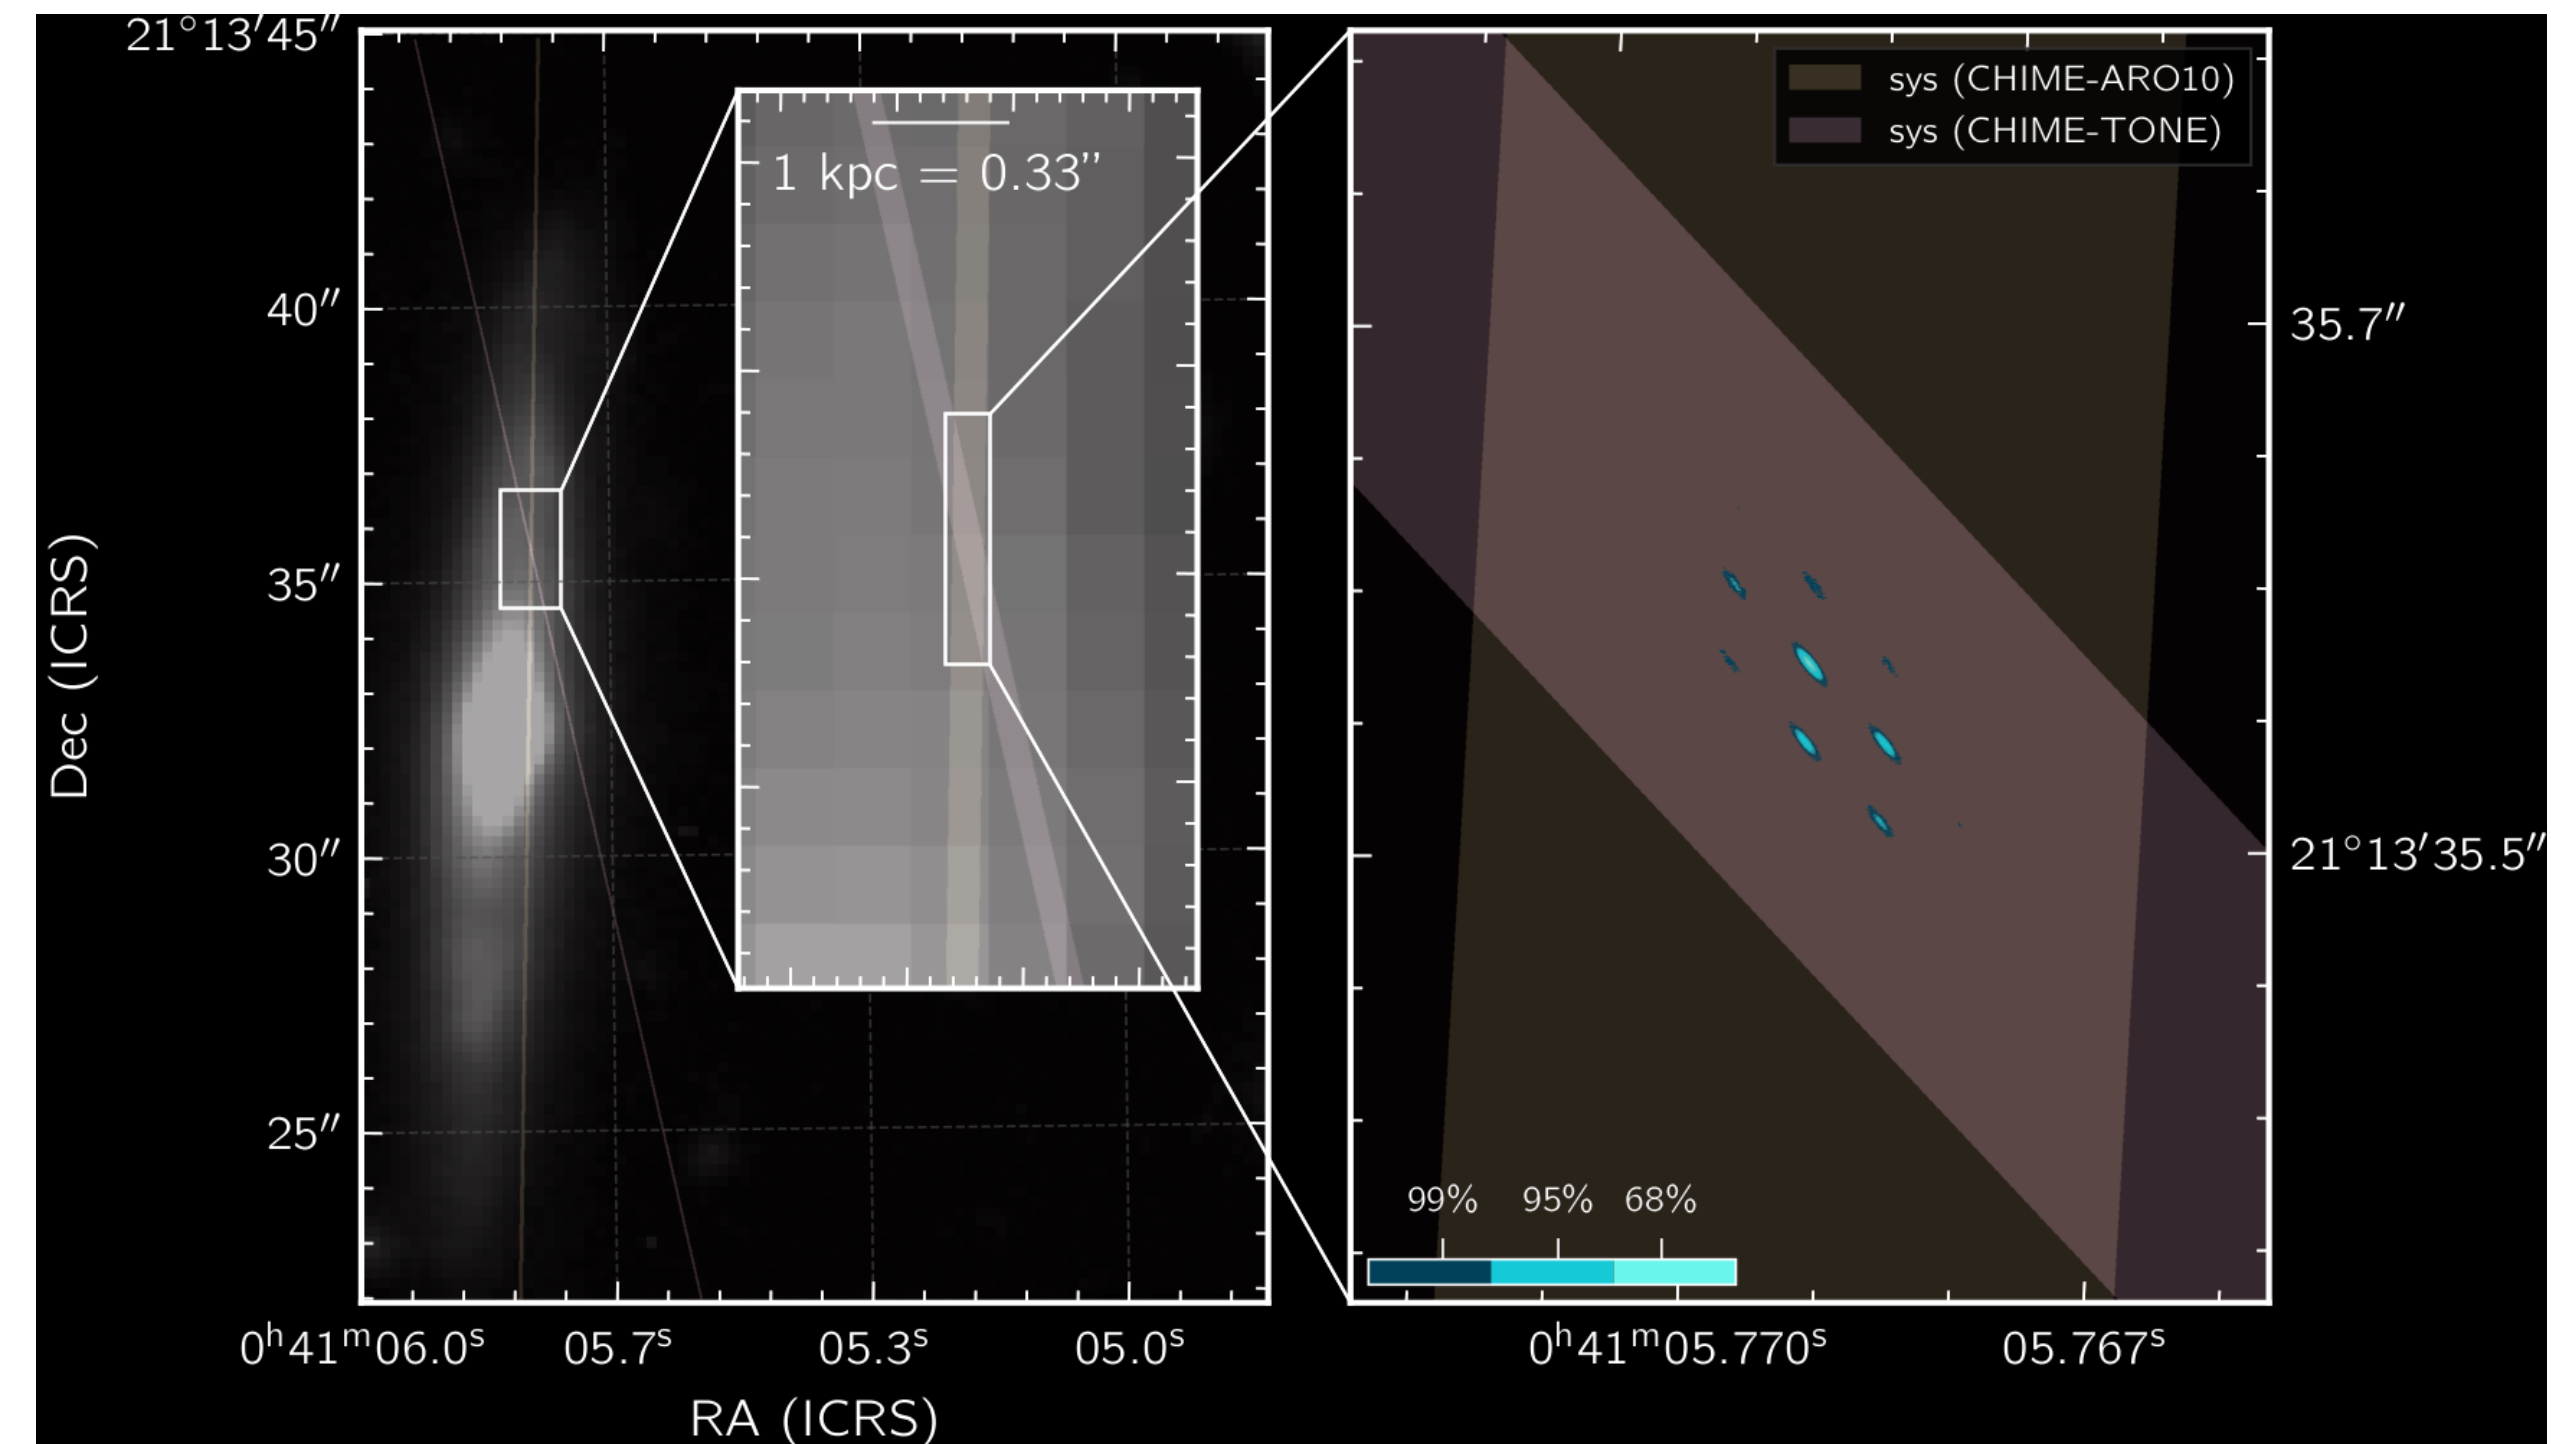 21°13′45″
40″
35″
30″
25″
Dec (ICRS)
0ʰ41ᵐ06.0ˢ
05.7ˢ
05.3ˢ
05.0ˢ
RA (ICRS)
1 kpc = 0.33”
sys (CHIME-ARO10)
sys (CHIME-TONE)
35.7″
21°13′35.5″
99%
95%
68%
0ʰ41ᵐ05.770ˢ
05.767ˢ